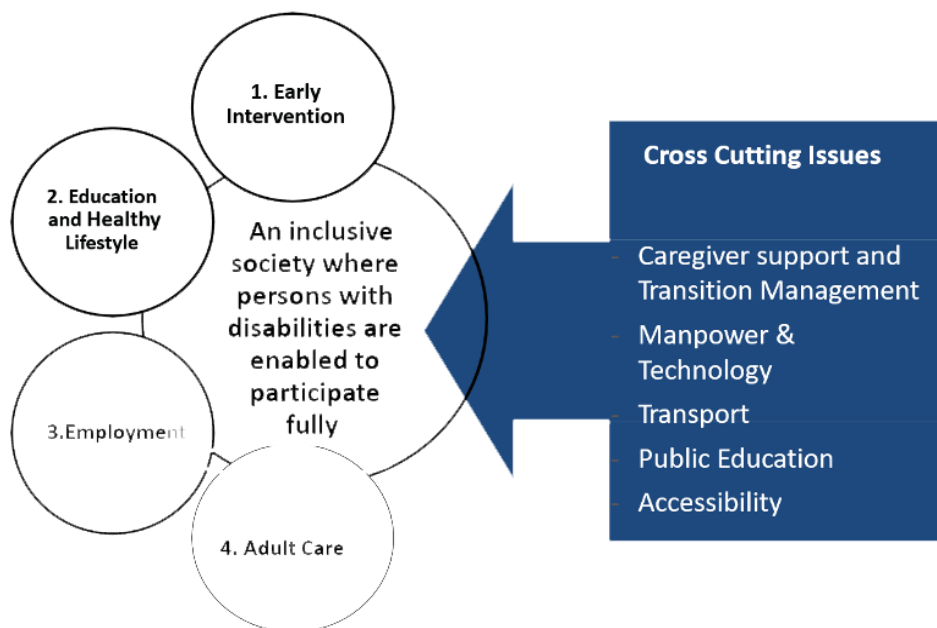 1. Early
Intervention
2. Education
and Healthy
Lifestyle
3.Employment
4. Adult Care
An inclusive
society where
persons with
disabilities are
enabled to
participate
fully
Cross Cutting Issues
- Caregiver support and
Transition Management
- Manpower &
Technology
- Transport
- Public Education
- Accessibility